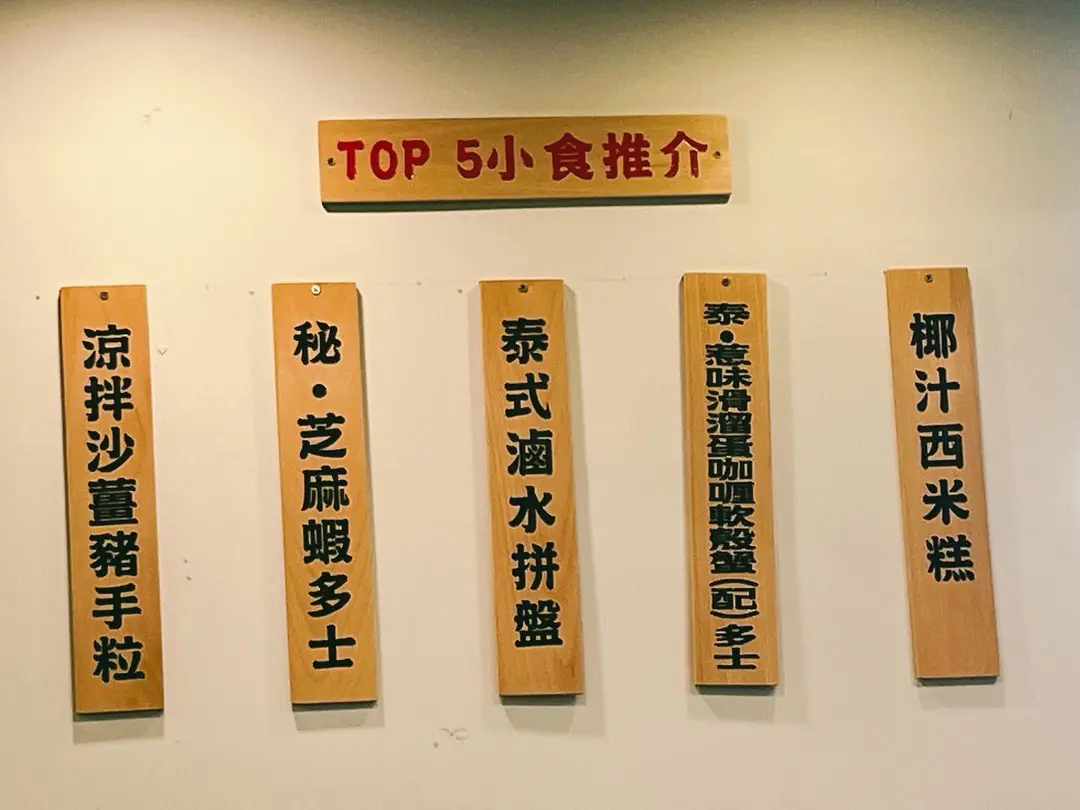 TOP 5小食推介
涼拌沙薑豬手粒
秘·芝麻蝦多士
泰式滷水拼盤
泰·惹味滑溜蛋咖喱軟殼蟹(配)多士
椰汁西米糕